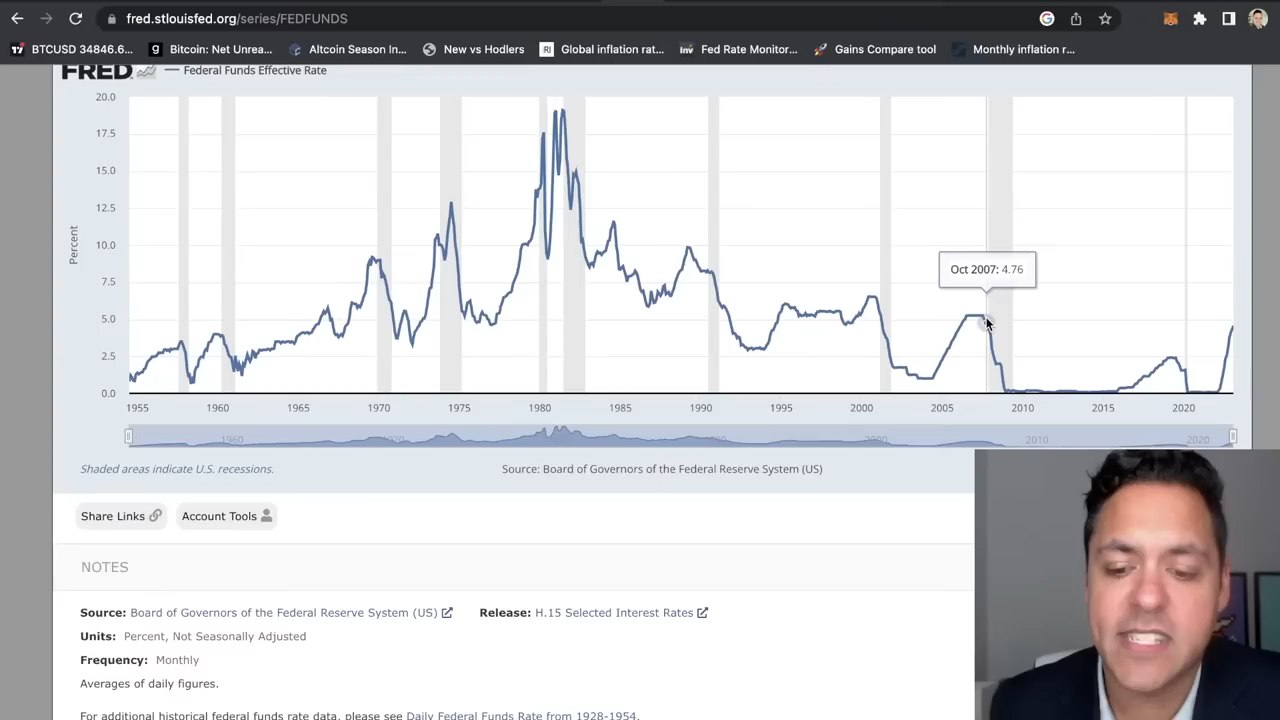 fred.stlouisfed.org/series/FEDFUNDS
BTCUSD 34846.6... Bitcoin: Net Unrea... Altcoin Season In... New vs Hodlers Global inflation rat... Fed Rate Monitor... Gains Compare tool Monthly inflation r...
FRED — Federal Funds Effective Rate
20.0
17.5
15.0
12.5
10.0
7.5
5.0
2.5
0.0
Percent
Oct 2007: 4.76
1955 1960 1965 1970 1975 1980 1985 1990 1995 2000 2005 2010 2015 2020
1960 1970 2000 2010 2020
Shaded areas indicate U.S. recessions. Source: Board of Governors of the Federal Reserve System (US)
Share Links Account Tools
NOTES
Source: Board of Governors of the Federal Reserve System (US) Release: H.15 Selected Interest Rates
Units: Percent, Not Seasonally Adjusted
Frequency: Monthly
Averages of daily figures.
For additional historical federal funds rate data, please see Daily Federal Funds Rate from 1928-1954.